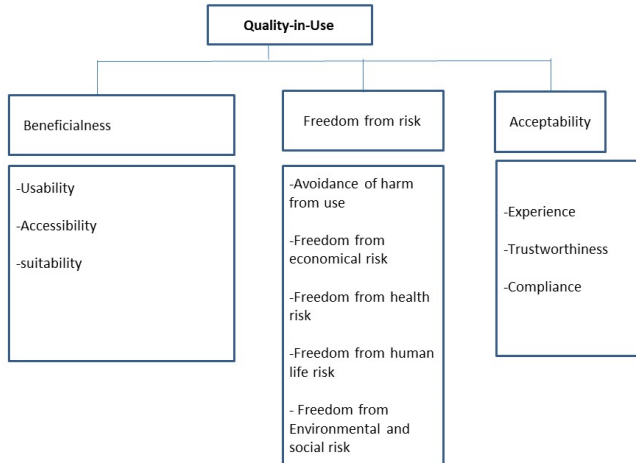 Quality-in-Use
Beneficialness
-Usability
-Accessibility
-suitability
Freedom from risk
-Avoidance of harm
from use
-Freedom from
economical risk
-Freedom from health
risk
-Freedom from human
life risk
- Freedom from
Environmental and
social risk
Acceptability
-Experience
-Trustworthiness
-Compliance